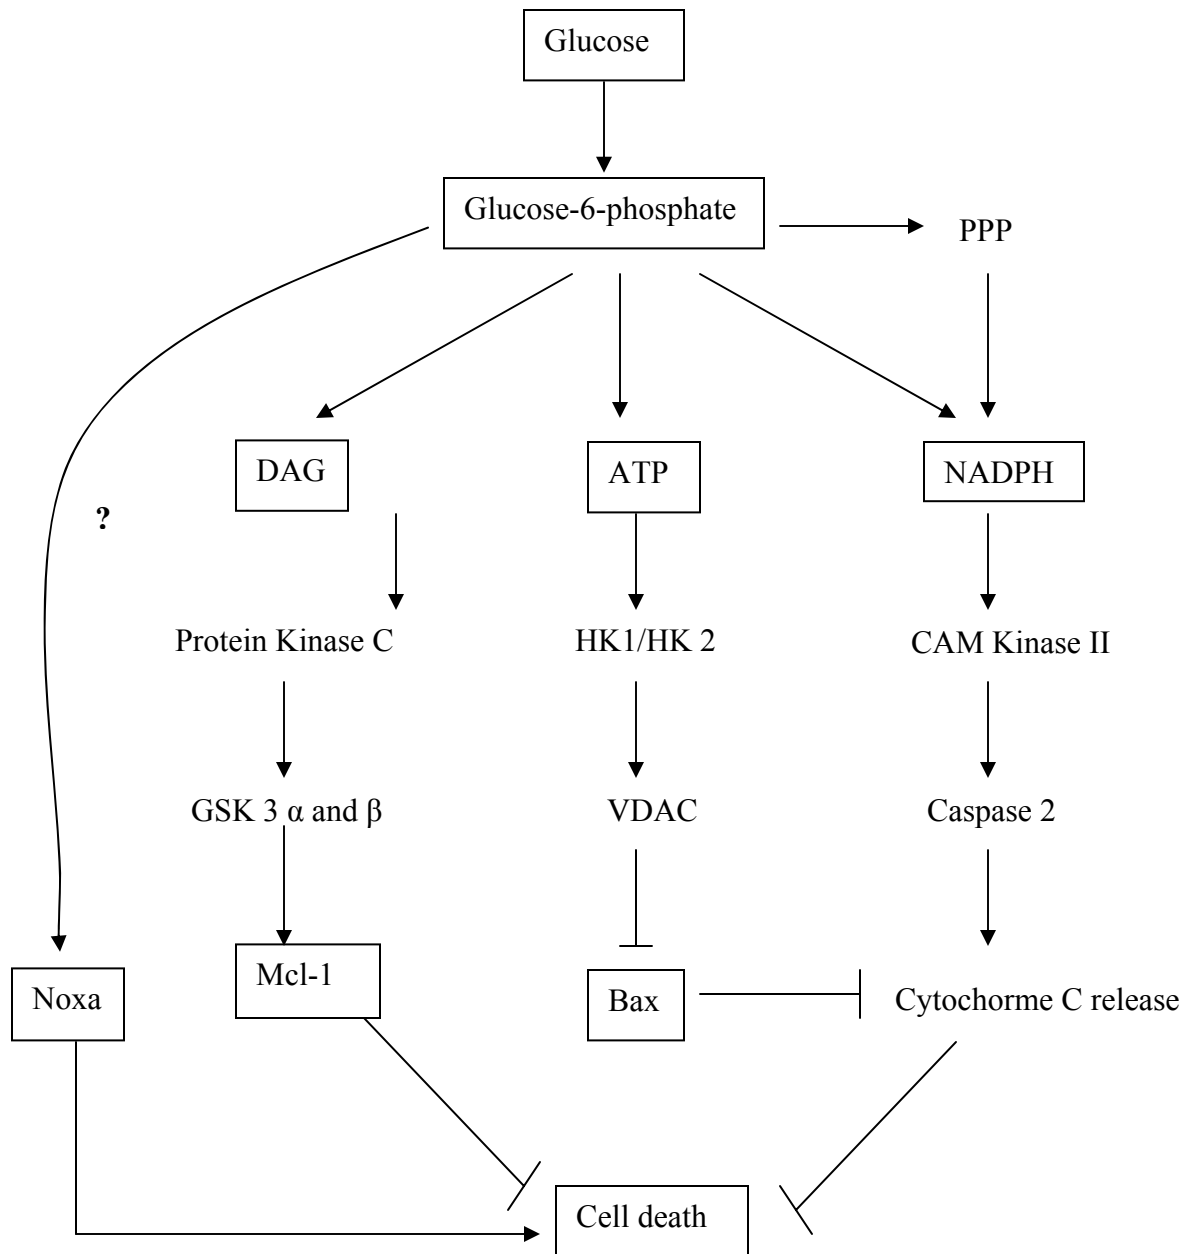 Glucose
Glucose-6-phosphate
PPP
DAG
ATP
NADPH
?
Protein Kinase C
HK1/HK 2
CAM Kinase II
GSK 3 α and β
VDAC
Caspase 2
Noxa
Mcl-1
Bax
Cytochorme C release
Cell death